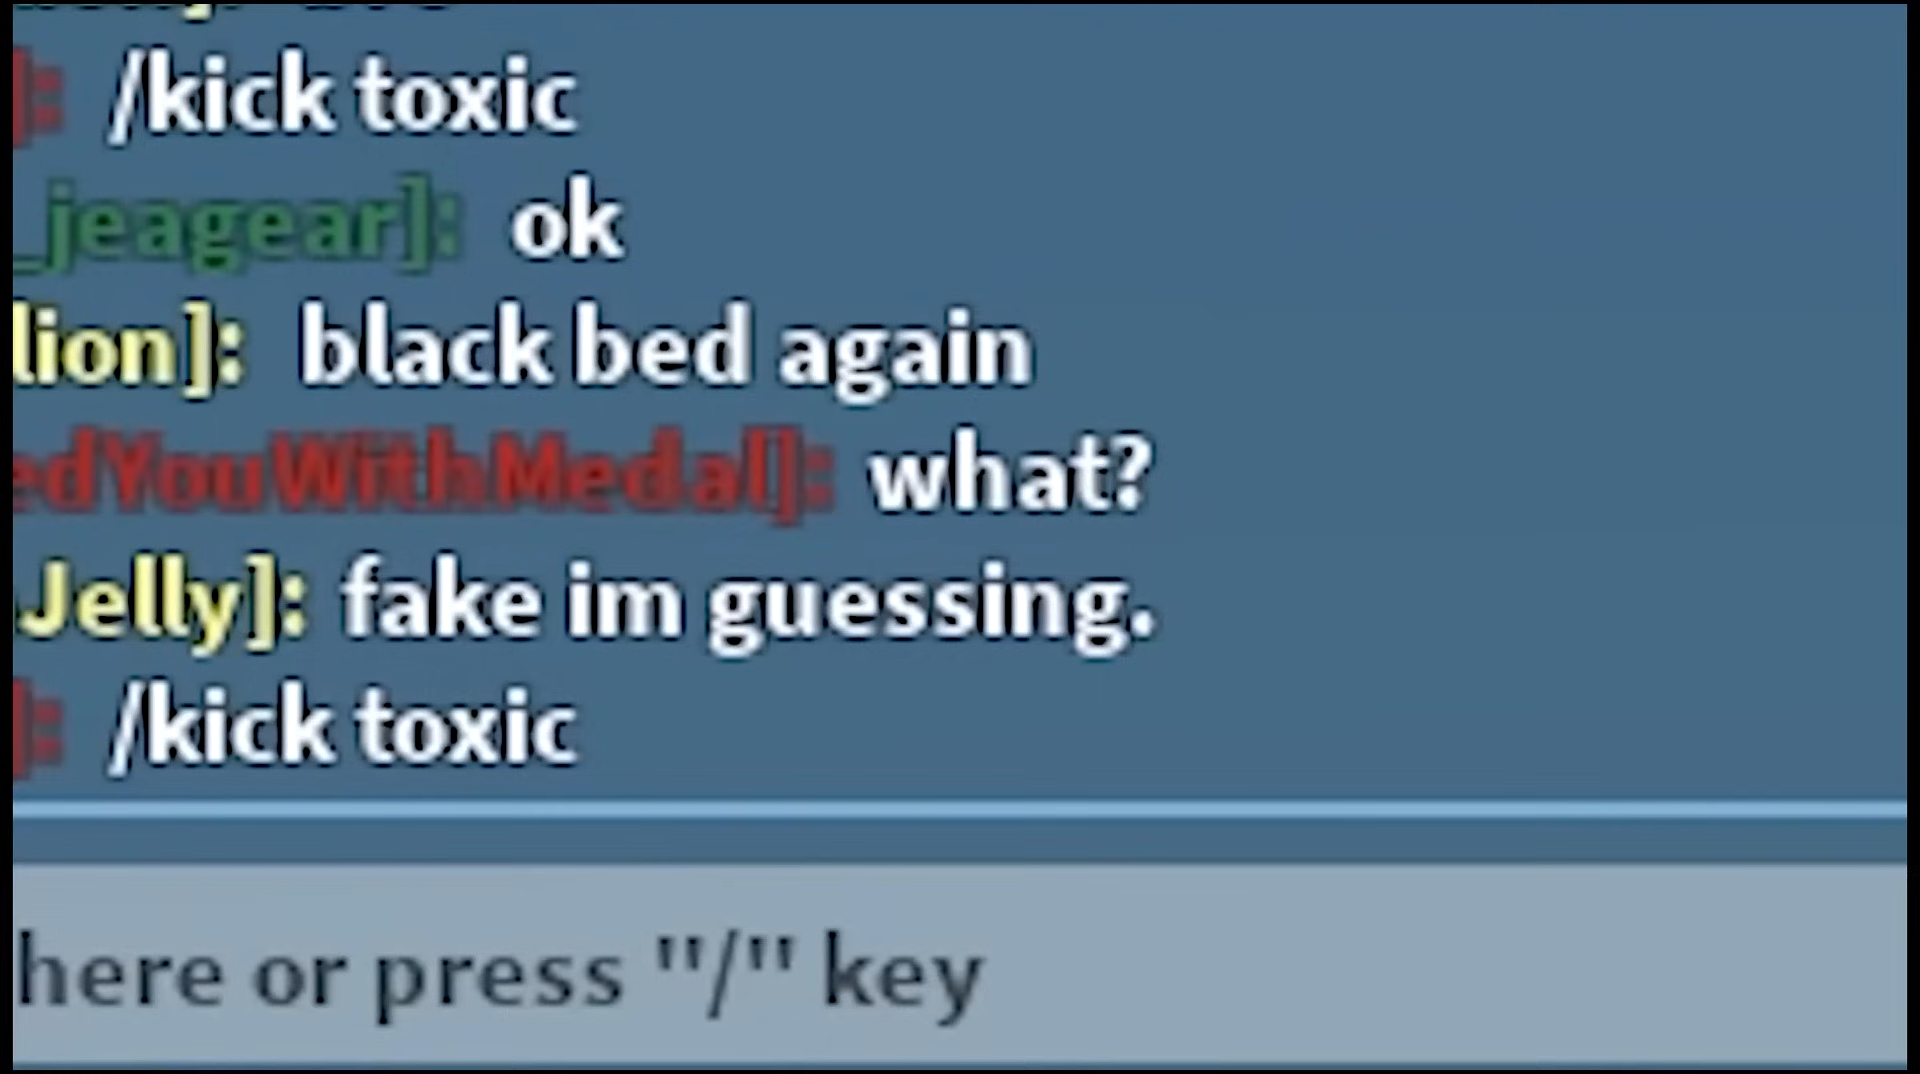 ]: /kick toxic
_jeagear]: ok
lion]: black bed again
edYouWithMedal]: what?
Jelly]: fake im guessing.
]: /kick toxic
here or press "/" key